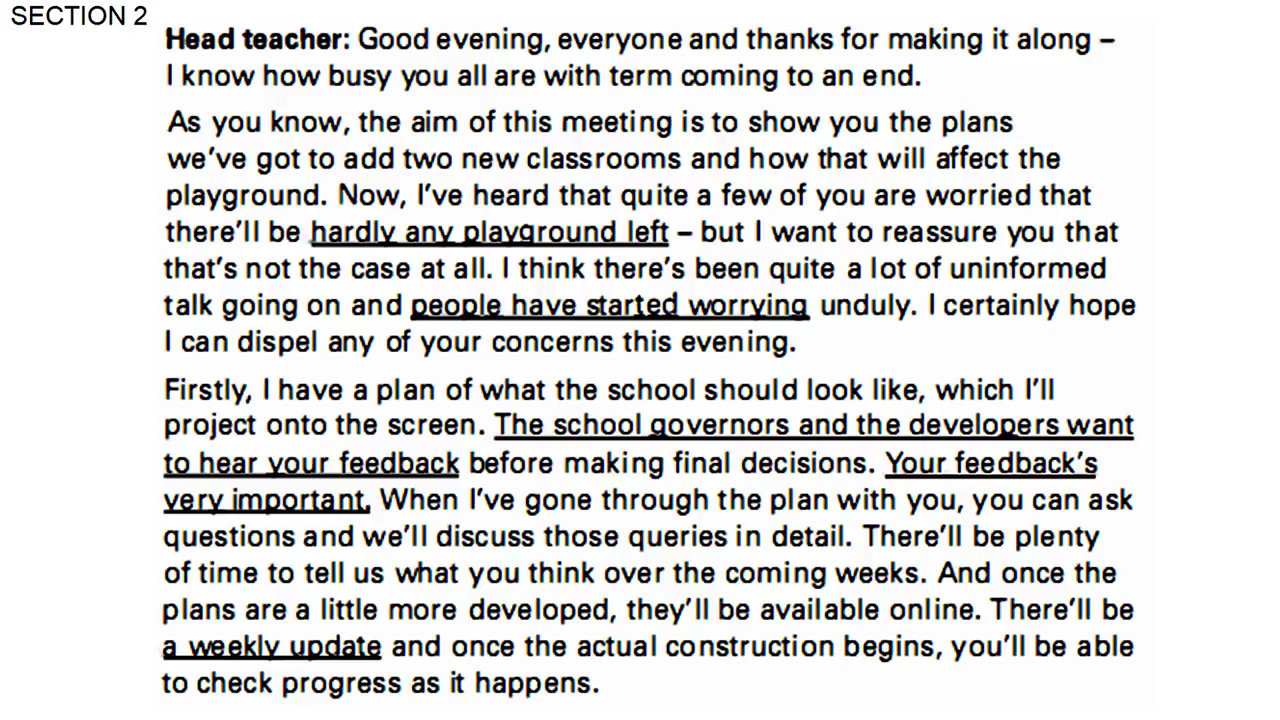 SECTION 2
Head teacher: Good evening, everyone and thanks for making it along –
I know how busy you all are with term coming to an end.
As you know, the aim of this meeting is to show you the plans
we've got to add two new classrooms and how that will affect the
playground. Now, I've heard that quite a few of you are worried that
there'll be hardly any playground left – but I want to reassure you that
that's not the case at all. I think there's been quite a lot of uninformed
talk going on and people have started worrying unduly. I certainly hope
I can dispel any of your concerns this evening.
Firstly, I have a plan of what the school should look like, which I'll
project onto the screen. The school governors and the developers want
to hear your feedback before making final decisions. Your feedback's
very important. When I've gone through the plan with you, you can ask
questions and we'll discuss those queries in detail. There'll be plenty
of time to tell us what you think over the coming weeks. And once the
plans are a little more developed, they'll be available online. There'll be
a weekly update and once the actual construction begins, you'll be able
to check progress as it happens.